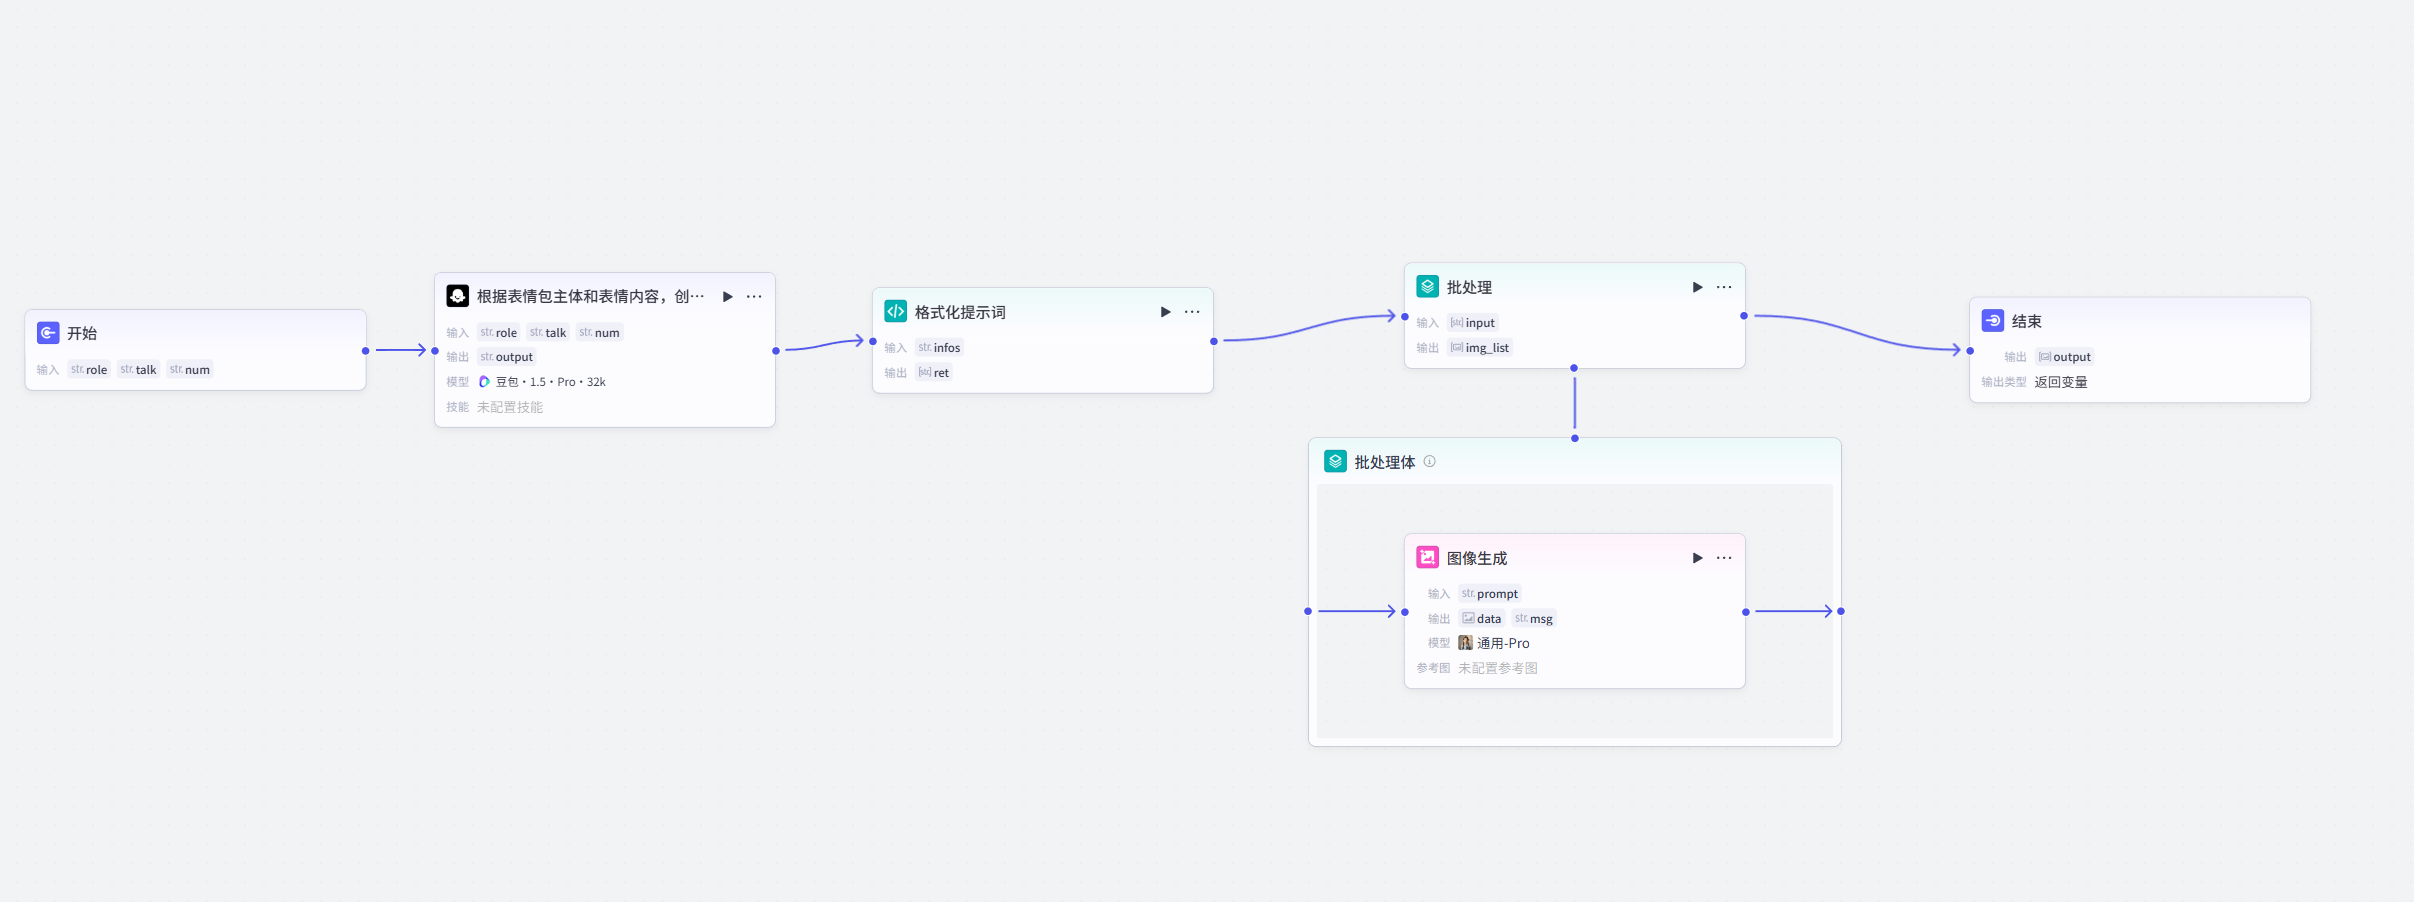 开始
输入 str. role str. talk str. num
根据表情包主体和表情内容，创···
输入 str. role str. talk str. num
输出 str. output
模型 豆包・1.5・Pro・32k
技能 未配置技能
格式化提示词
输入 str. infos
输出 [str] ret
批处理
输入 [str] input
输出 img_list
批处理体
图像生成
输入 str. prompt
输出 data str. msg
模型 通用-Pro
参考图 未配置参考图
结束
输出 output
输出类型 返回变量